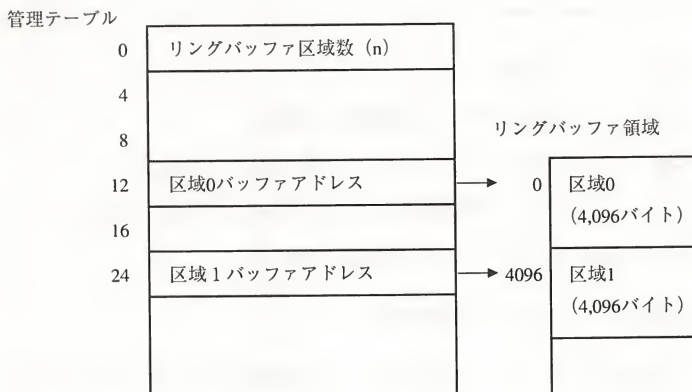 管理テーブル
0 リングバッファ区域数（n）
4
8
リングバッファ領域
12 区域0バッファアドレス 0 区域0
（4,096バイト）
16
24 区域1バッファアドレス 4096 区域1
（4,096バイト）